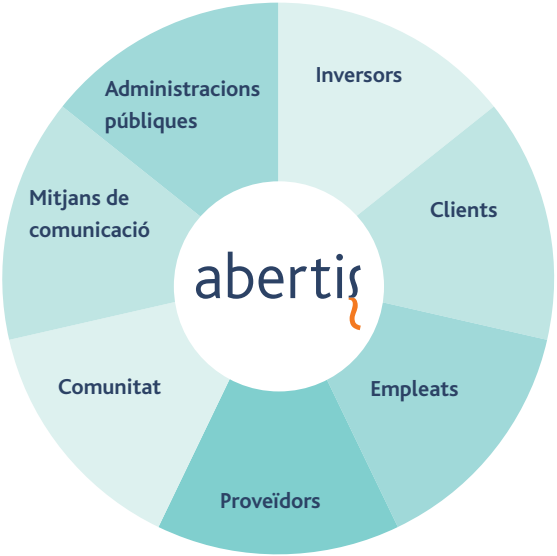 Inversors
Clients
Empleats
Proveïdors
Comunitat
Mitjans de
comunicació
Administracions
públiques
abertis